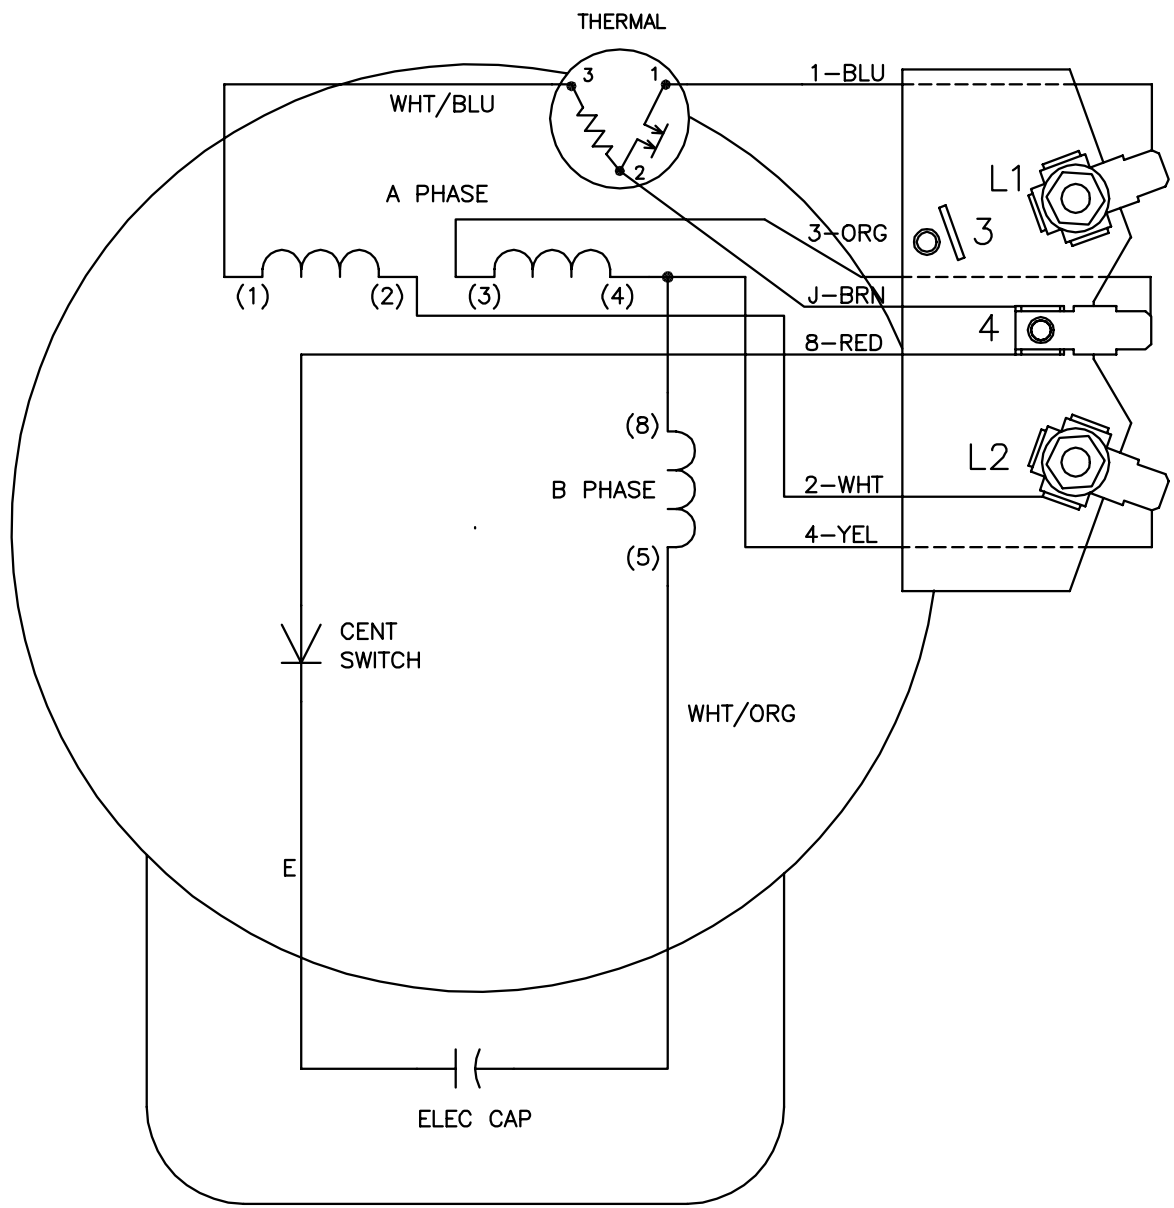 THERMAL
3
1
1-BLU
WHT/BLU
2
L1
A PHASE
3-ORG
3
(1)
(2)
(3)
(4)
J-BRN
4
8-RED
(8)
L2
B PHASE
2-WHT
4-YEL
(5)
CENT
SWITCH
WHT/ORG
E
ELEC CAP